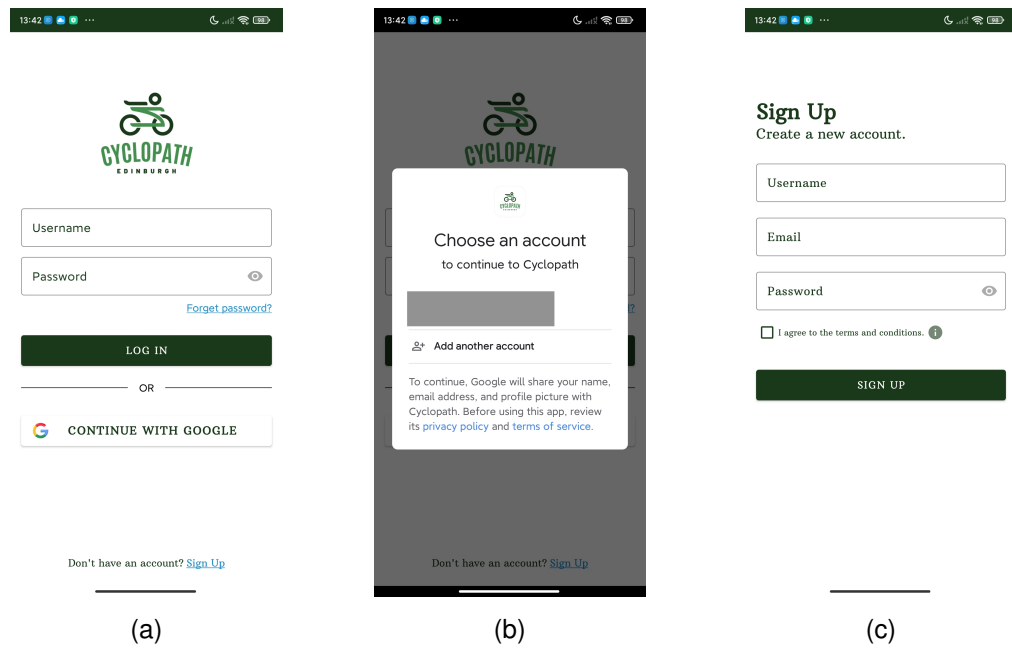 13:42 ... 98
CYCLOPATH
EDINBURGH
Username
Password
Forget password?
LOG IN
OR
CONTINUE WITH GOOGLE
Don't have an account? Sign Up
(a)
13:42 ... 98
CYCLOPATH
CYCLOPATH
Choose an account
to continue to Cyclopath
?
Add another account
To continue, Google will share your name,
email address, and profile picture with
Cyclopath. Before using this app, review
its privacy policy and terms of service.
Don't have an account? Sign Up
(b)
13:42 ... 98
Sign Up
Create a new account.
Username
Email
Password
I agree to the terms and conditions. i
SIGN UP
(c)